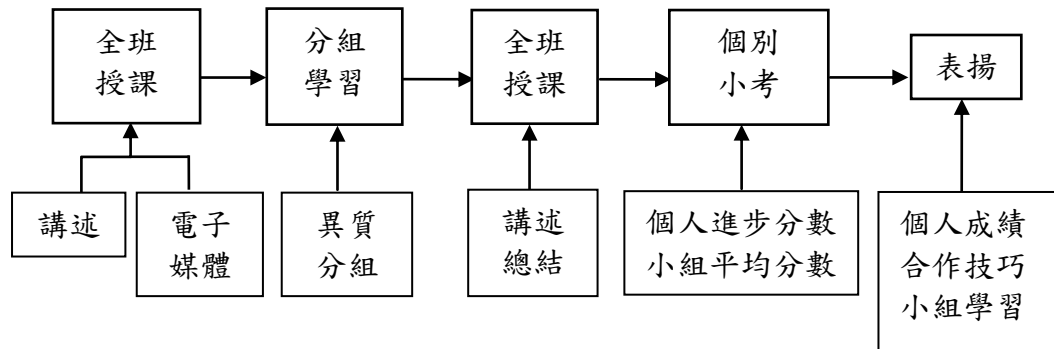 全班
授課
分組
學習
全班
授課
個別
小考
表揚
講述
電子
媒體
異質
分組
講述
總結
個人進步分數
小組平均分數
個人成績
合作技巧
小組學習